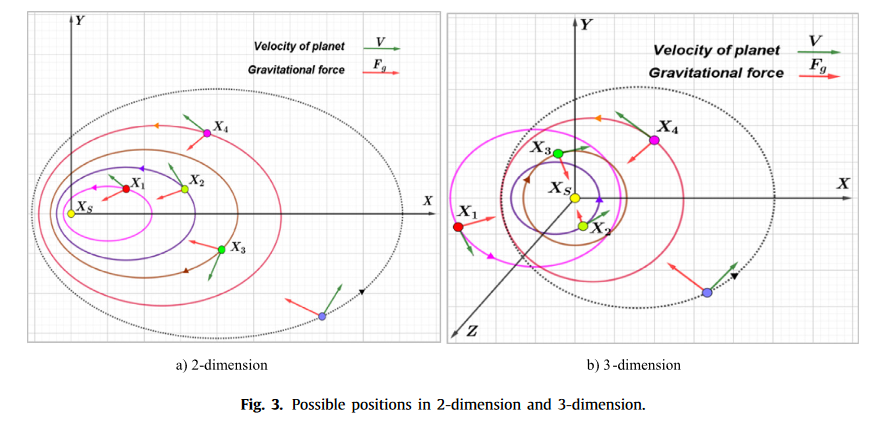 Y
Velocity of planet V
Gravitational force Fg
X4
X1
X2
XS
X
X3
Y
Velocity of planet V
Gravitational force Fg
X4
X3
XS
X
X1
X2
Z
a) 2-dimension
b) 3-dimension
Fig. 3. Possible positions in 2-dimension and 3-dimension.